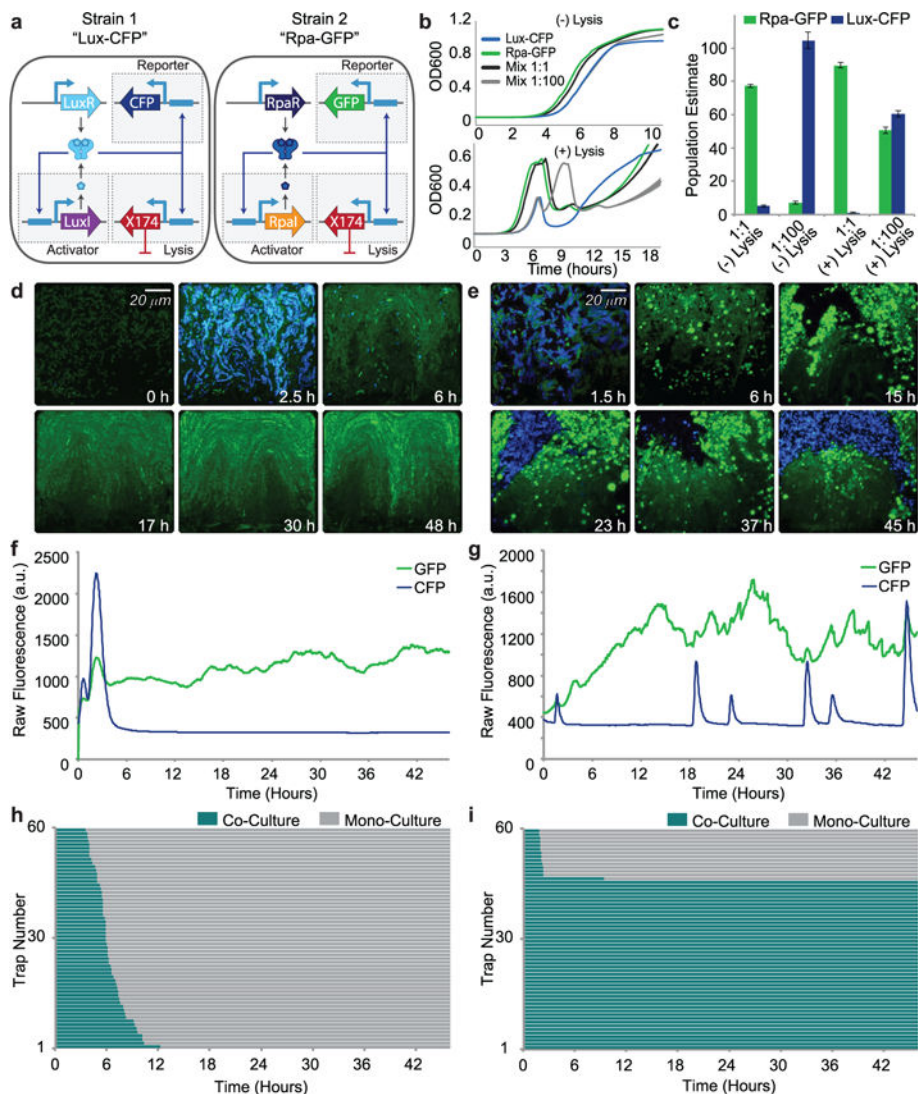 a
Strain 1
"Lux-CFP"
Strain 2
"Rpa-GFP"
Reporter
Reporter
LuxR
CFP
RpaR
GFP
LuxI
X174
RpaI
X174
Activator
Lysis
Activator
Lysis
b
(-) Lysis
OD600
1.2
0.8
0.4
0.0
Lux-CFP
Rpa-GFP
Mix 1:1
Mix 1:100
0 2 4 6 8 10
(+) Lysis
OD600
0.6
0.4
0.2
0.0
0 3 6 9 12 15 18
Time (hours)
c
Rpa-GFP
Lux-CFP
Population Estimate
100
80
60
40
20
0
1:1
(-) Lysis
1:100
(-) Lysis
1:1
(+) Lysis
1:100
(+) Lysis
d
20 μm
0 h
2.5 h
6 h
17 h
30 h
48 h
e
20 μm
1.5 h
6 h
15 h
23 h
37 h
45 h
f
Raw Fluorescence (a.u.)
2500
2000
1500
1000
500
0
GFP
CFP
0 6 12 18 24 30 36 42
Time (Hours)
g
Raw Fluorescence (a.u.)
2000
1600
1200
800
400
0
GFP
CFP
0 6 12 18 24 30 36 42
Time (Hours)
h
Co-Culture
Mono-Culture
Trap Number
60
30
1
0 6 12 18 24 30 36 42
Time (Hours)
i
Co-Culture
Mono-Culture
Trap Number
60
30
1
0 6 12 18 24 30 36 42
Time (Hours)